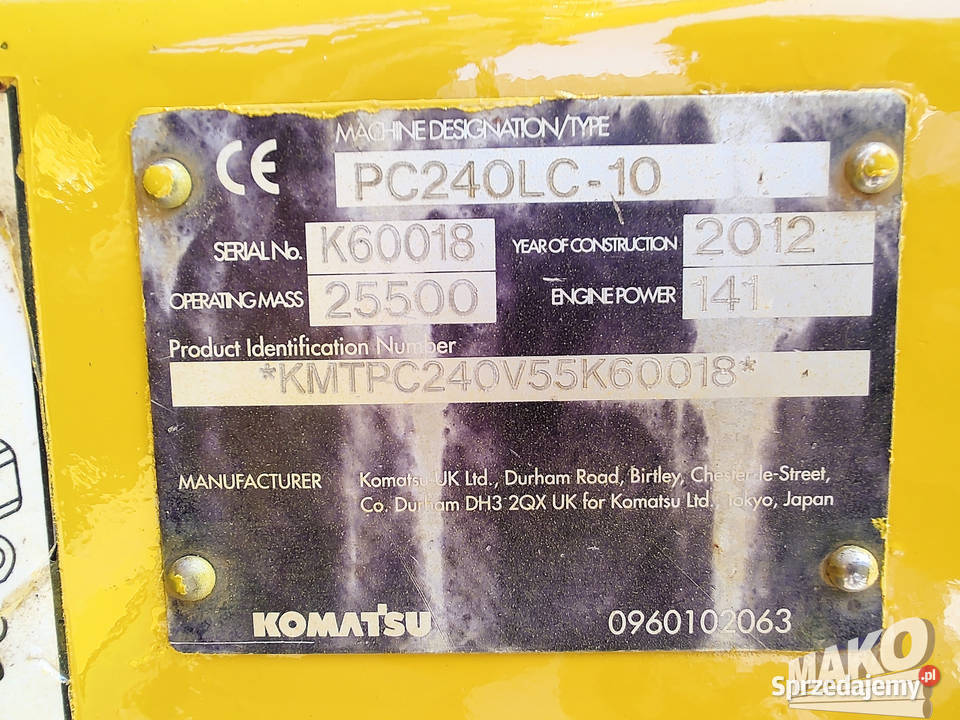 CE
MACHINE DESIGNATION/TYPE
PC240LC-10
SERIAL No. K60018 YEAR OF CONSTRUCTION 2012
OPERATING MASS 25500 ENGINE POWER 141
Product Identification Number
*KMTPC240V55K60018*
MANUFACTURER Komatsu UK Ltd., Durham Road, Birtley, Chester-le-Street,
Co. Durham DH3 2QX UK for Komatsu Ltd., Tokyo, Japan
KOMATSU 0960102063
MAKO
Sprzedajemy.pl